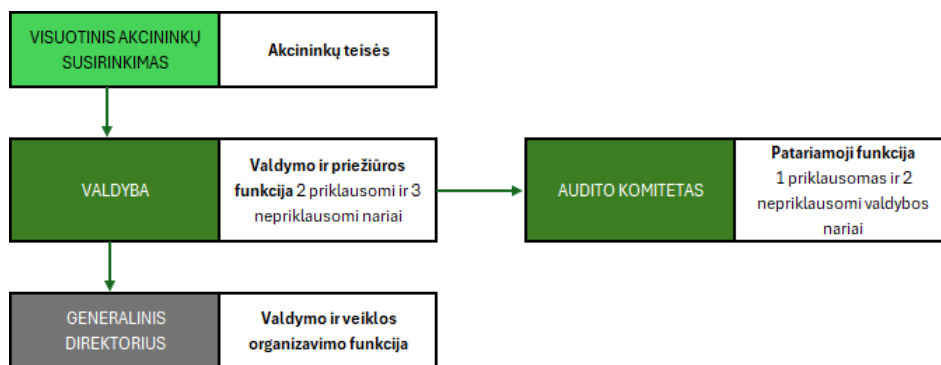 VISUOTINIS AKCININKŲ
SUSIRINKIMAS
Akcininkų teisės
VALDYBA
Valdymo ir priežiūros
funkcija 2 priklausomi ir 3
nepriklausomi nariai
AUDITO KOMITETAS
Patariamoji funkcija
1 priklausomas ir 2
nepriklausomi valdybos
nariai
GENERALINIS
DIREKTORIUS
Valdymo ir veiklos
organizavimo funkcija